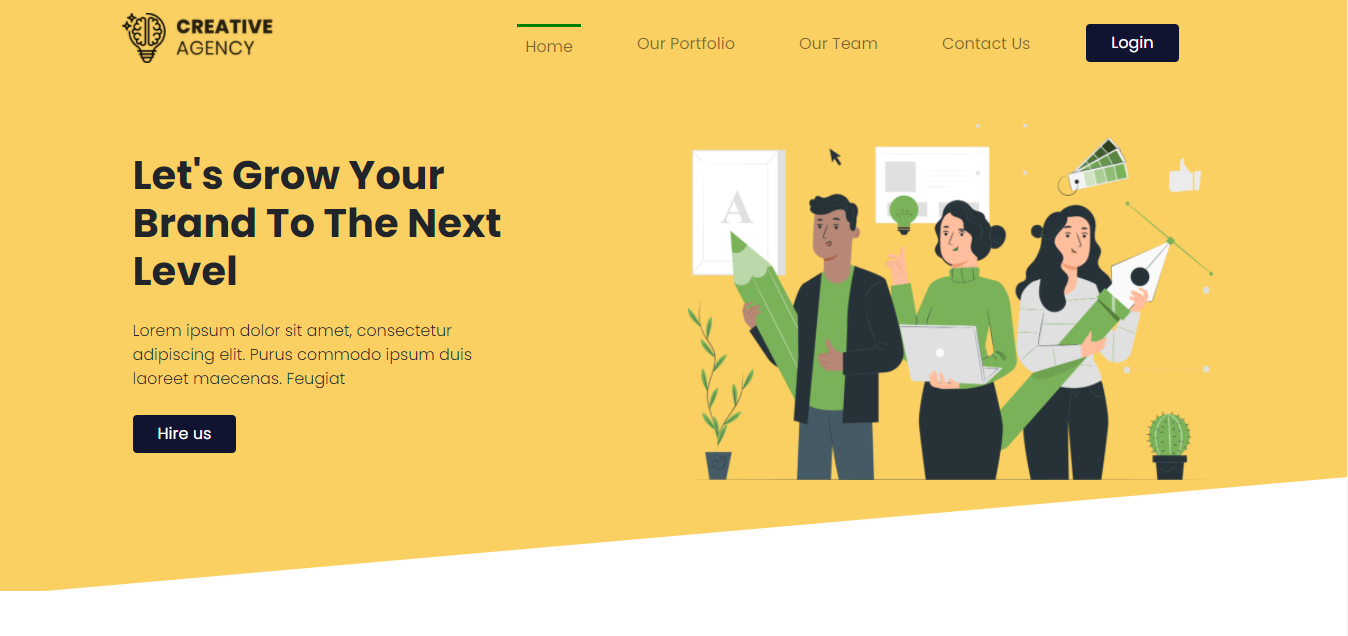 CREATIVE
AGENCY
Home
Our Portfolio
Our Team
Contact Us
Login
Let's Grow Your
Brand To The Next
Level
Lorem ipsum dolor sit amet, consectetur
adipiscing elit. Purus commodo ipsum duis
laoreet maecenas. Feugiat
Hire us
A